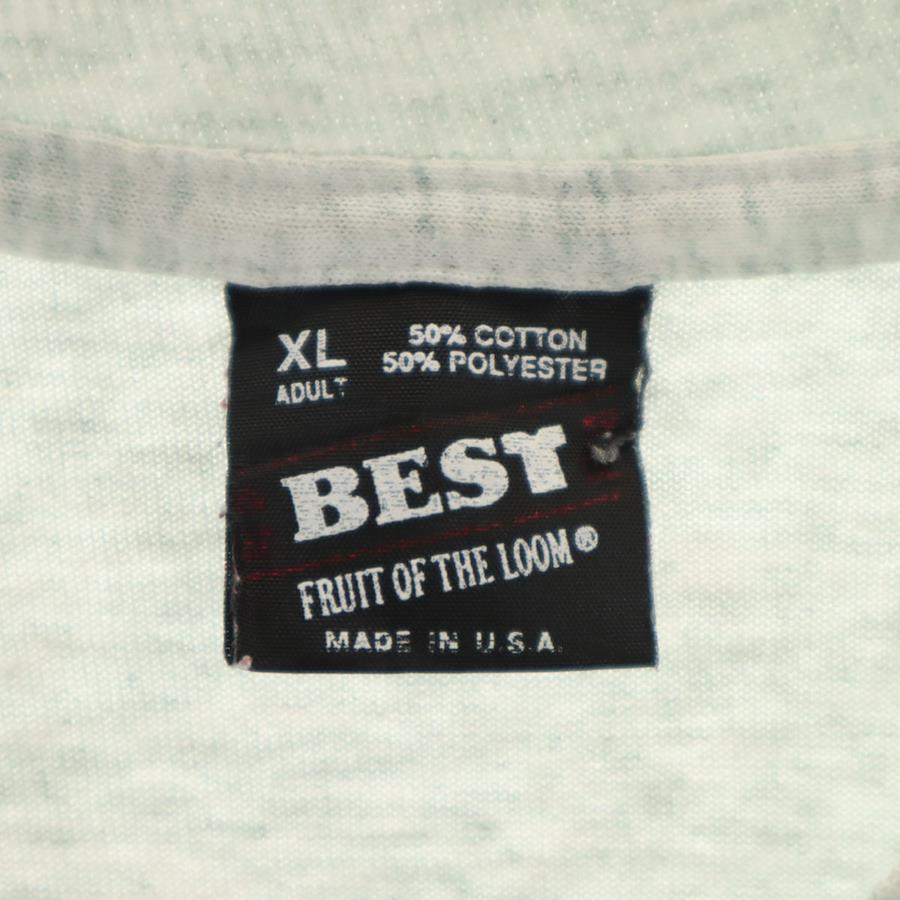 XL
ADULT
50% COTTON
50% POLYESTER
BEST
FRUIT OF THE LOOM®
MADE IN U.S.A.